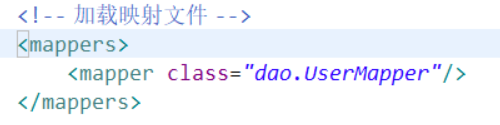 <!-- 加载映射文件 -->
<mappers>
<mapper class="dao.UserMapper"/>
</mappers>